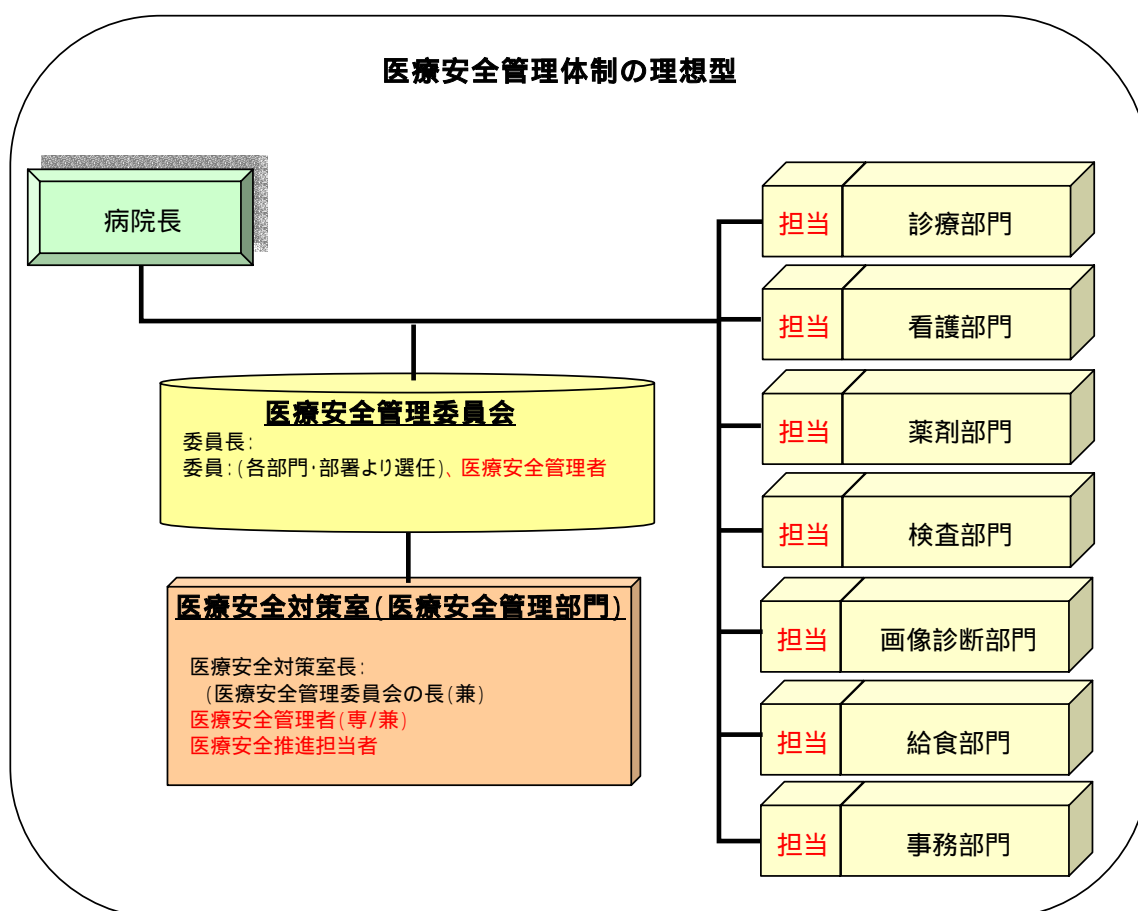 医療安全管理体制の理想型
病院長
医療安全管理委員会
委員長:
委員:(各部門・部署より選任)、医療安全管理者
医療安全対策室(医療安全管理部門)
医療安全対策室長:
(医療安全管理委員会の長(兼)
医療安全管理者(専/兼)
医療安全推進担当者
担当 診療部門
担当 看護部門
担当 薬剤部門
担当 検査部門
担当 画像診断部門
担当 給食部門
担当 事務部門